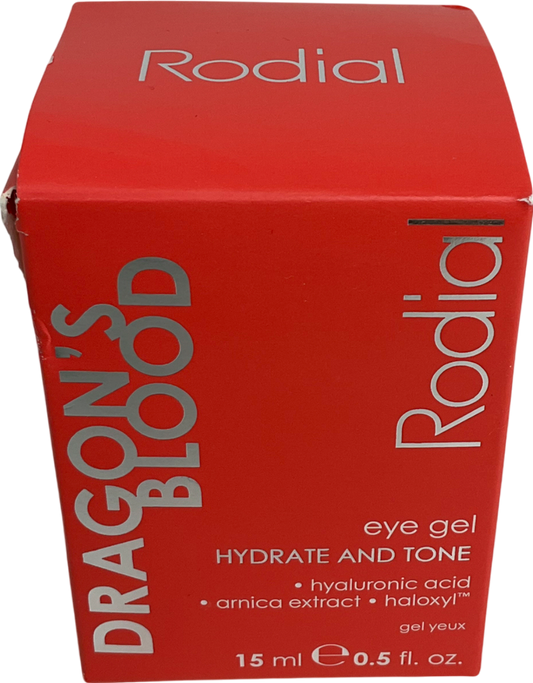 Rodial
Rodial
DRAGON'S
BLOOD
eye gel
HYDRATE AND TONE
• hyaluronic acid
• arnica extract • haloxyl™
gel yeux
15 ml ℮ 0.5 fl. oz.